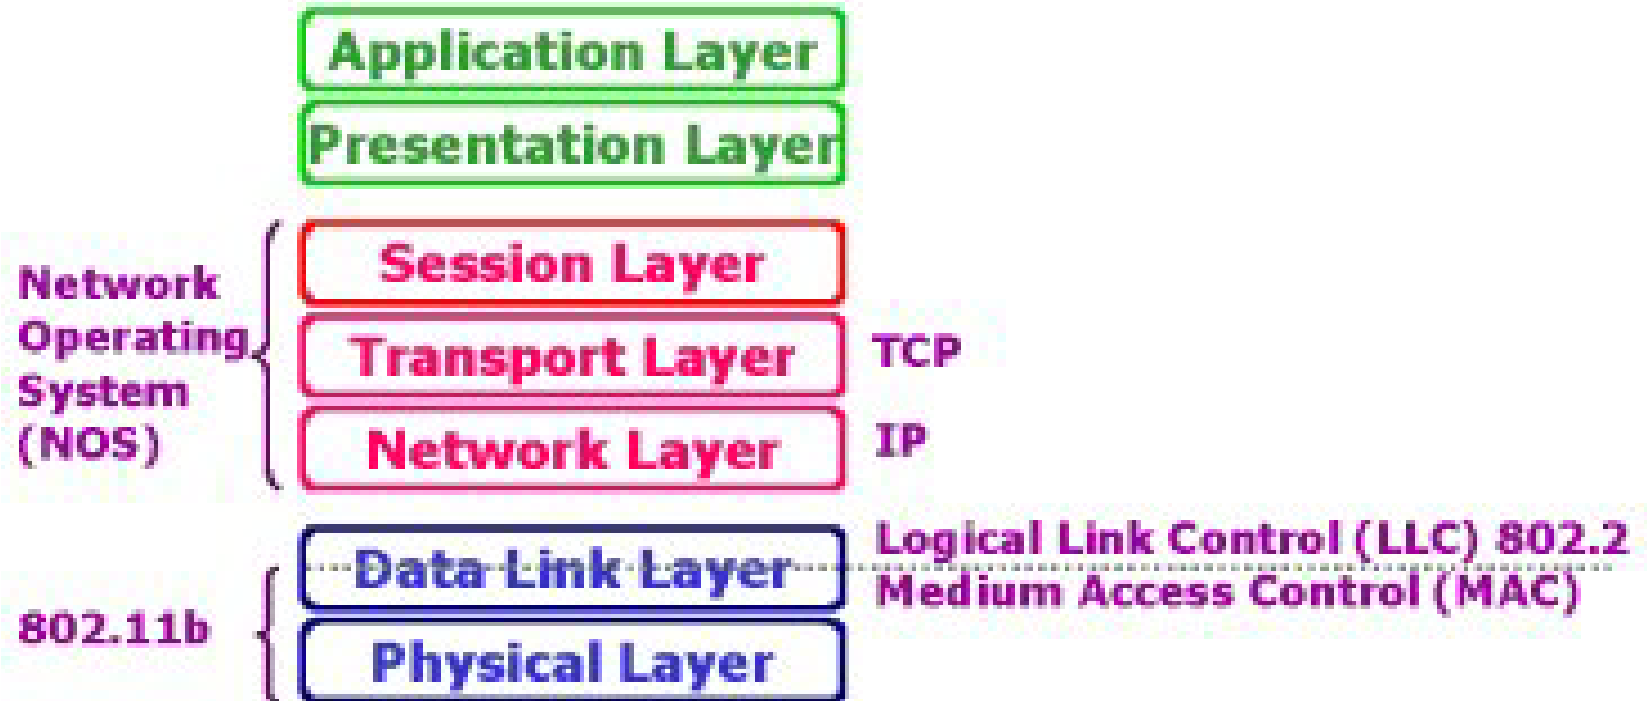 Application Layer
Presentation Layer
Network
Operating
System
(NOS)
Session Layer
Transport Layer
TCP
Network Layer
IP
802.11b
Data Link Layer
Logical Link Control (LLC) 802.2
Medium Access Control (MAC)
Physical Layer